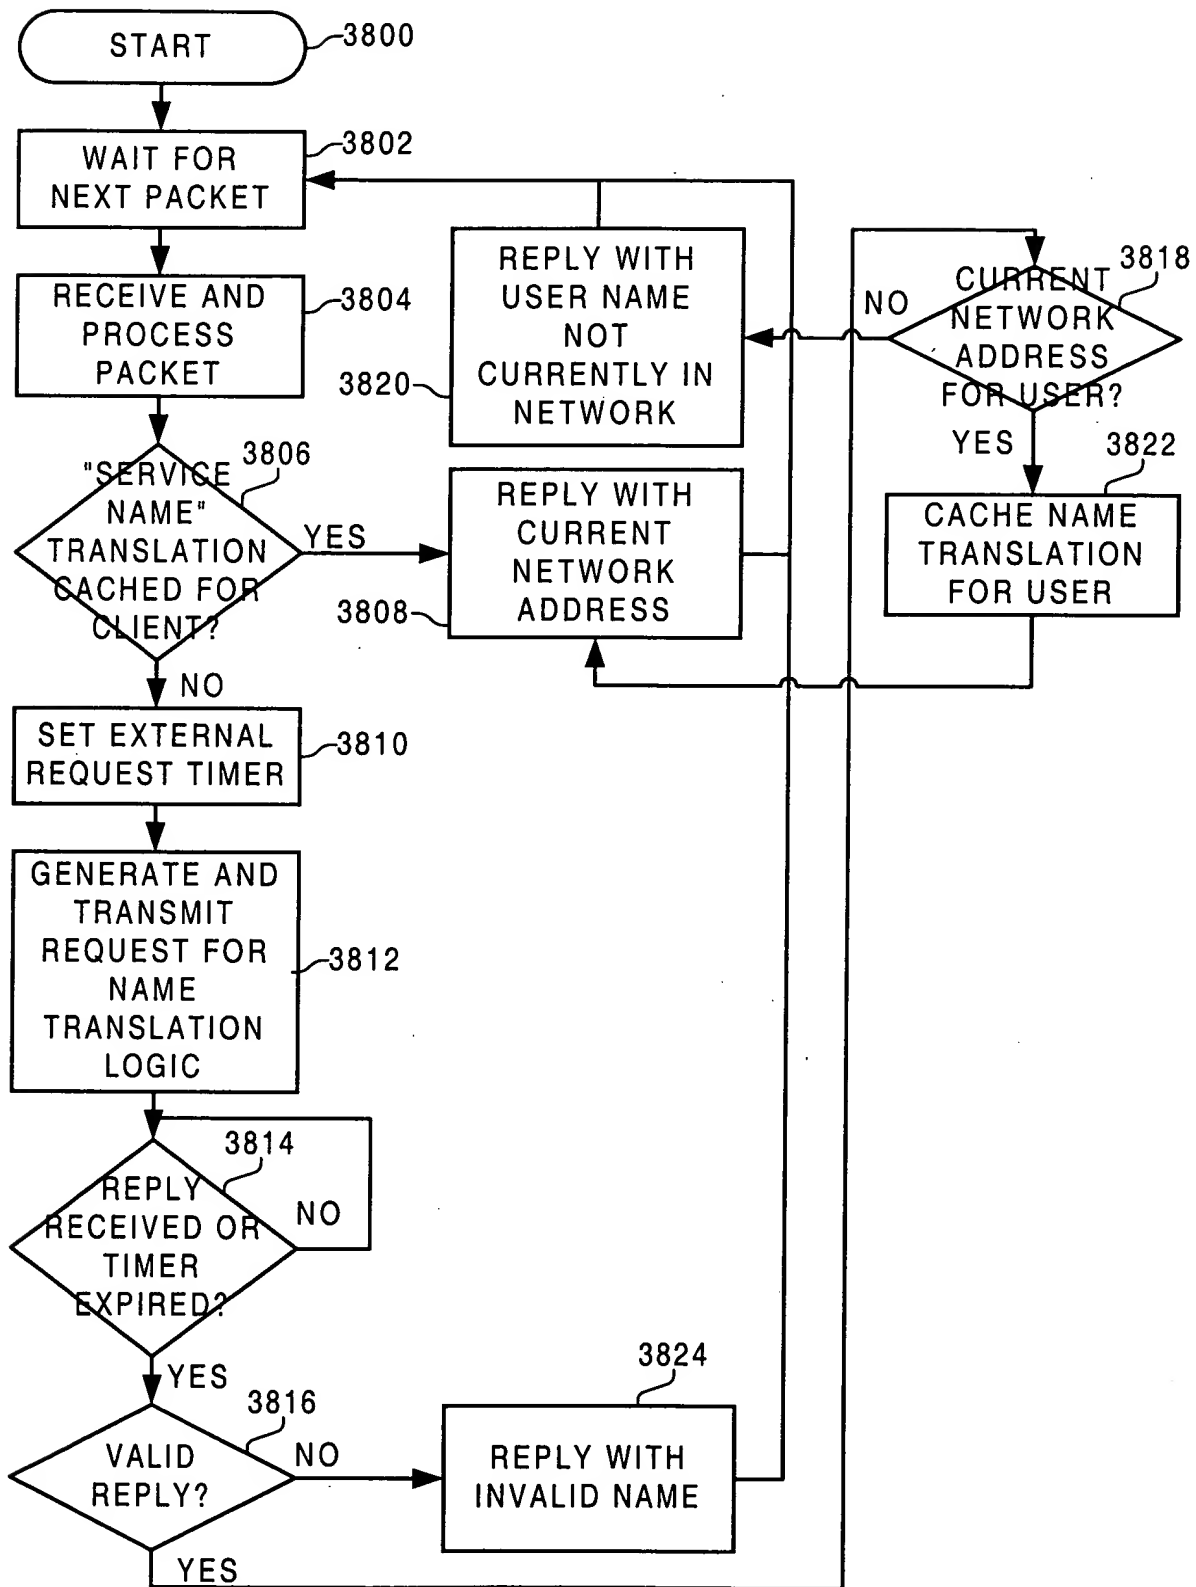 START
3800
WAIT FOR
NEXT PACKET
3802
RECEIVE AND
PROCESS
PACKET
3804
"SERVICE
NAME"
TRANSLATION
CACHED FOR
CLIENT?
3806
YES
NO
REPLY WITH
CURRENT
NETWORK
ADDRESS
3808
REPLY WITH
USER NAME
NOT
CURRENTLY IN
NETWORK
3820
CURRENT
NETWORK
ADDRESS
FOR USER?
3818
NO
YES
CACHE NAME
TRANSLATION
FOR USER
3822
SET EXTERNAL
REQUEST TIMER
3810
GENERATE AND
TRANSMIT
REQUEST FOR
NAME
TRANSLATION
LOGIC
3812
REPLY
RECEIVED OR
TIMER
EXPIRED?
3814
NO
YES
VALID
REPLY?
3816
NO
YES
REPLY WITH
INVALID NAME
3824